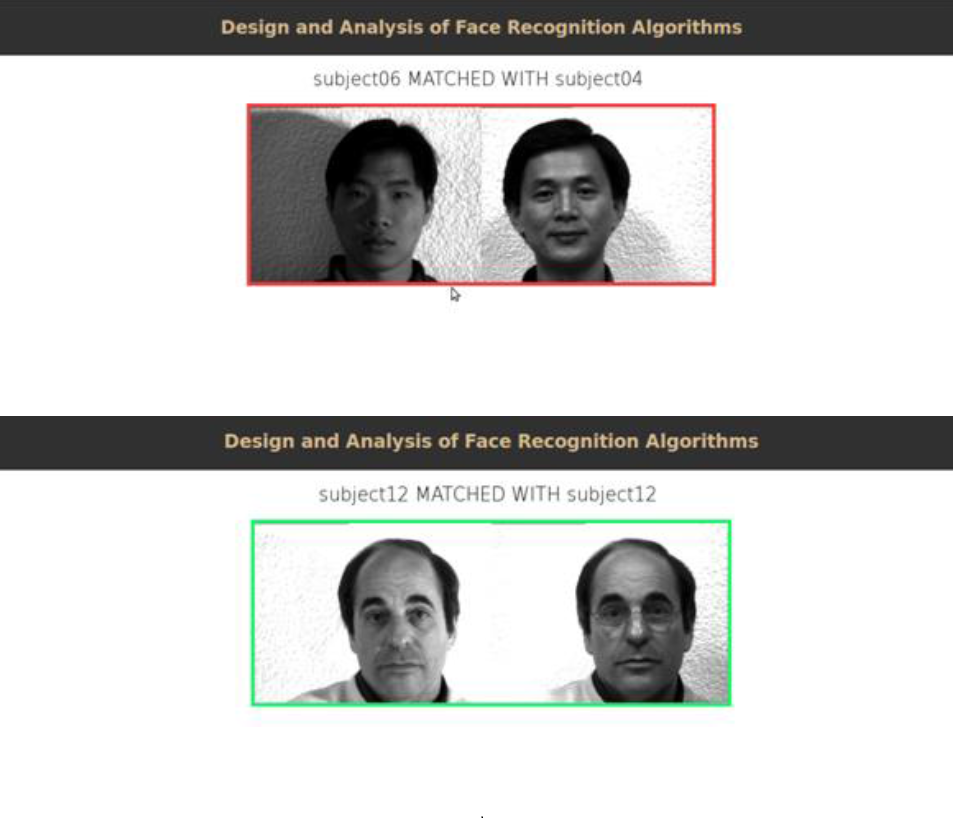 Design and Analysis of Face Recognition Algorithms
subject06 MATCHED WITH subject04
Design and Analysis of Face Recognition Algorithms
subject12 MATCHED WITH subject12